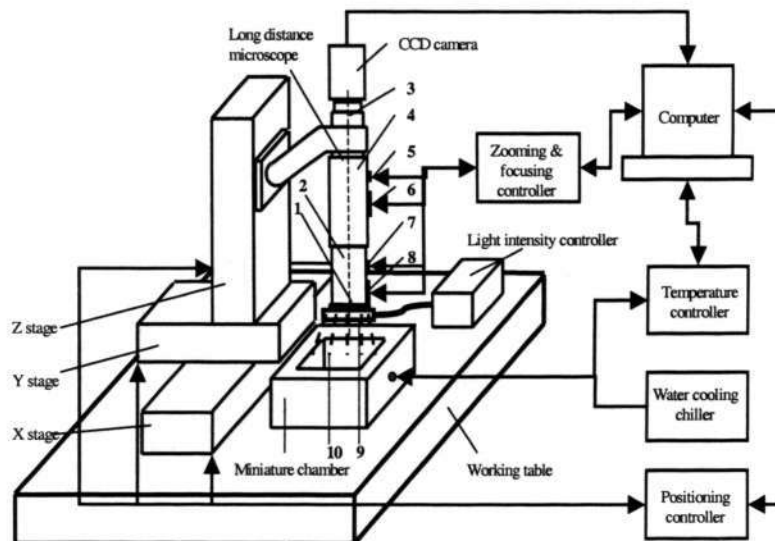 Long distance
microscope
CCD camera
3
4
5
6
2
1
7
8
Computer
Zooming &
focusing
controller
Light intensity controller
Temperature
controller
Z stage
Y stage
X stage
Water cooling
chiller
Miniature chamber
10
9
Working table
Positioning
controller